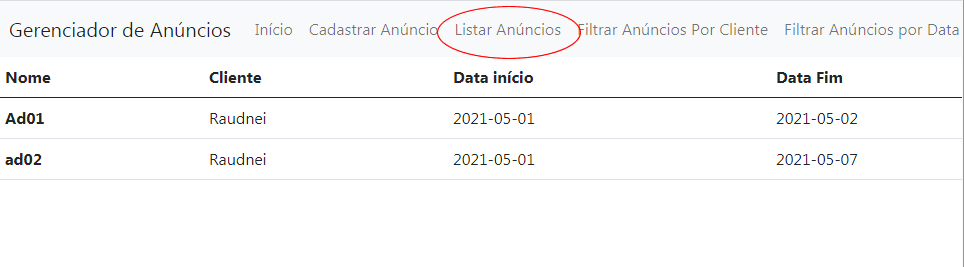 Gerenciador de Anúncios Início Cadastrar Anúncio Listar Anúncios Filtrar Anúncios Por Cliente Filtrar Anúncios por Data
Nome Cliente Data início Data Fim
Ad01 Raudnei 2021-05-01 2021-05-02
ad02 Raudnei 2021-05-01 2021-05-07